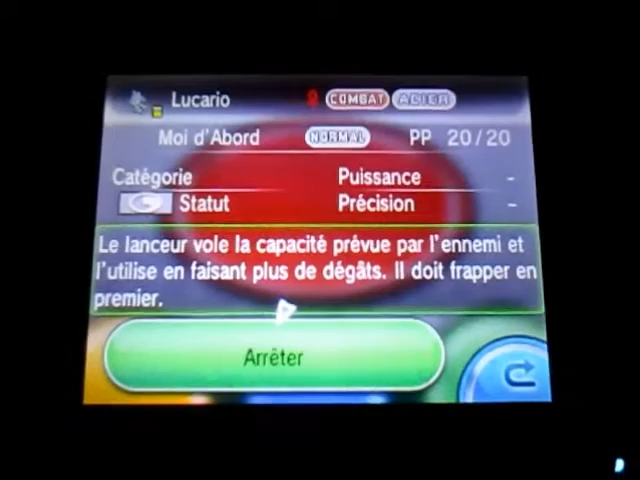 Lucario COMBAT ACIER
Moi d'Abord NORMAL PP 20/20
Catégorie Puissance -
Statut Précision -
Le lanceur vole la capacité prévue par l'ennemi et
l'utilise en faisant plus de dégâts. Il doit frapper en
premier.
Arrêter